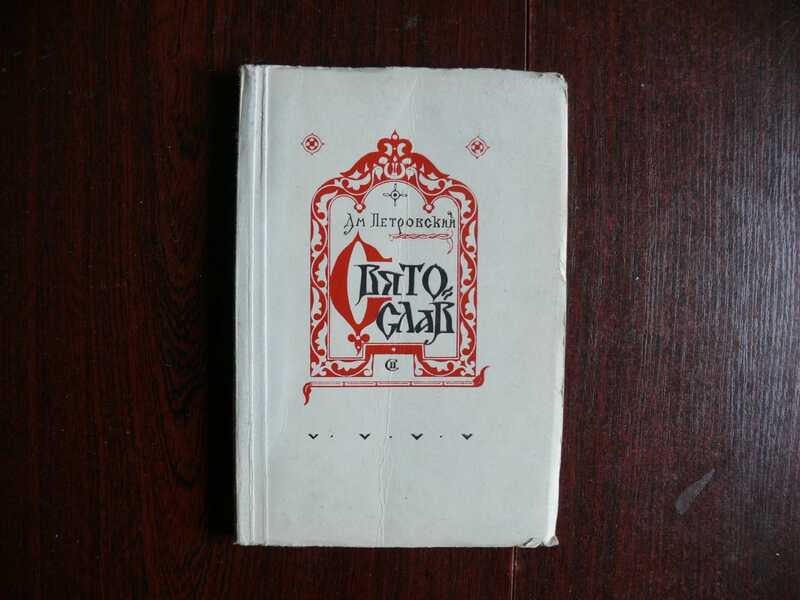 Дм Петровский
Свято-
слав